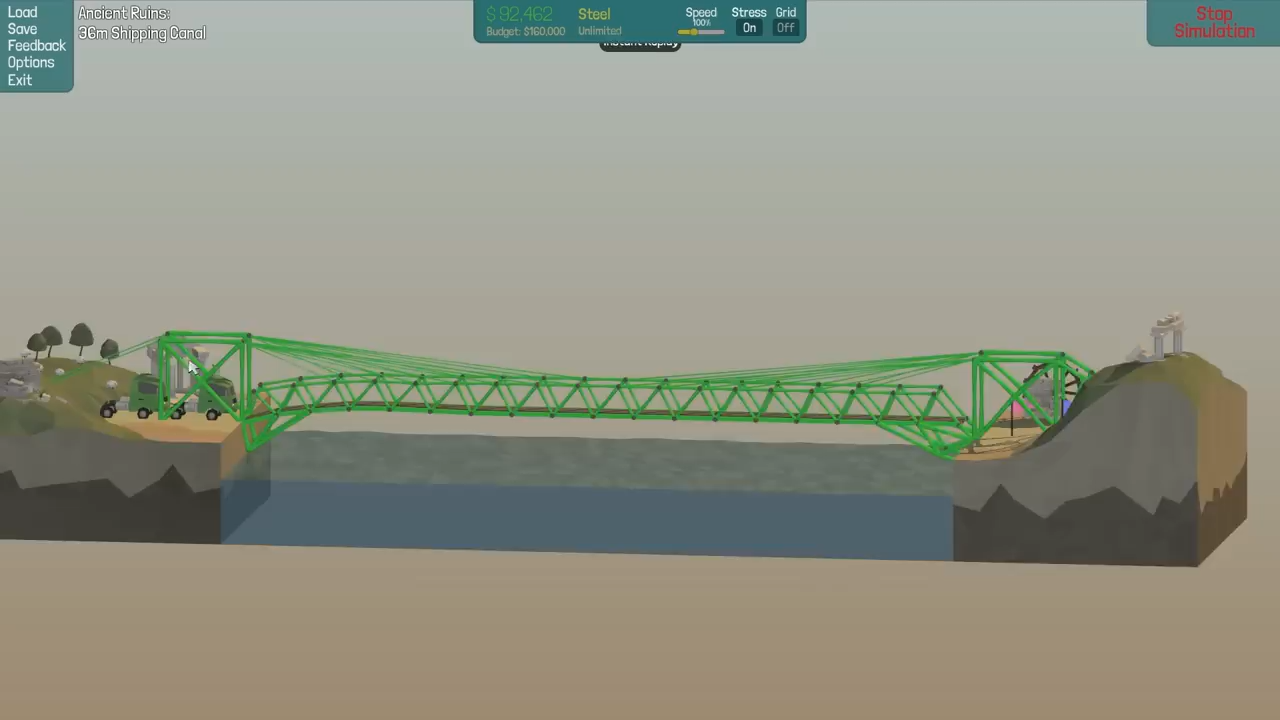 Load
Save
Feedback
Options
Exit
Ancient Ruins:
36m Shipping Canal
$ 92,462
Budget: $160,000
Steel
Unlimited
Speed
100%
Stress
On
Grid
Off
Instant Replay
Stop
Simulation